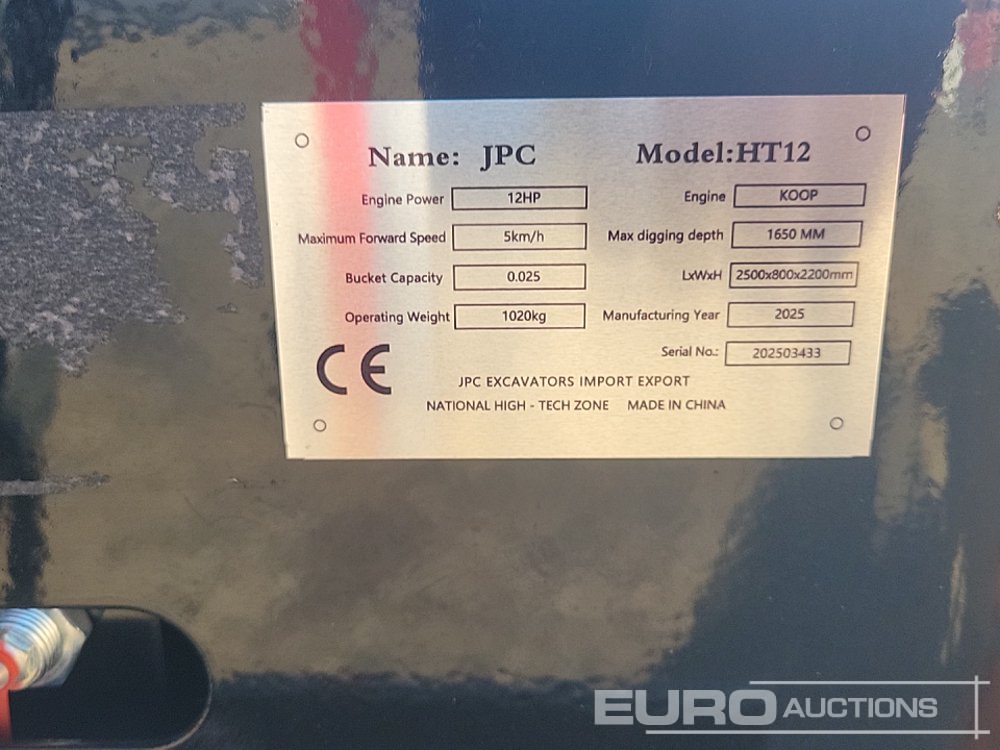 Name: JPC Model:HT12
Engine Power 12HP Engine KOOP
Maximum Forward Speed 5km/h Max digging depth 1650 MM
Bucket Capacity 0.025 LxWxH 2500x800x2200mm
Operating Weight 1020kg Manufacturing Year 2025
Serial No.: 202503433
CE
JPC EXCAVATORS IMPORT EXPORT
NATIONAL HIGH - TECH ZONE MADE IN CHINA
EURO AUCTIONS